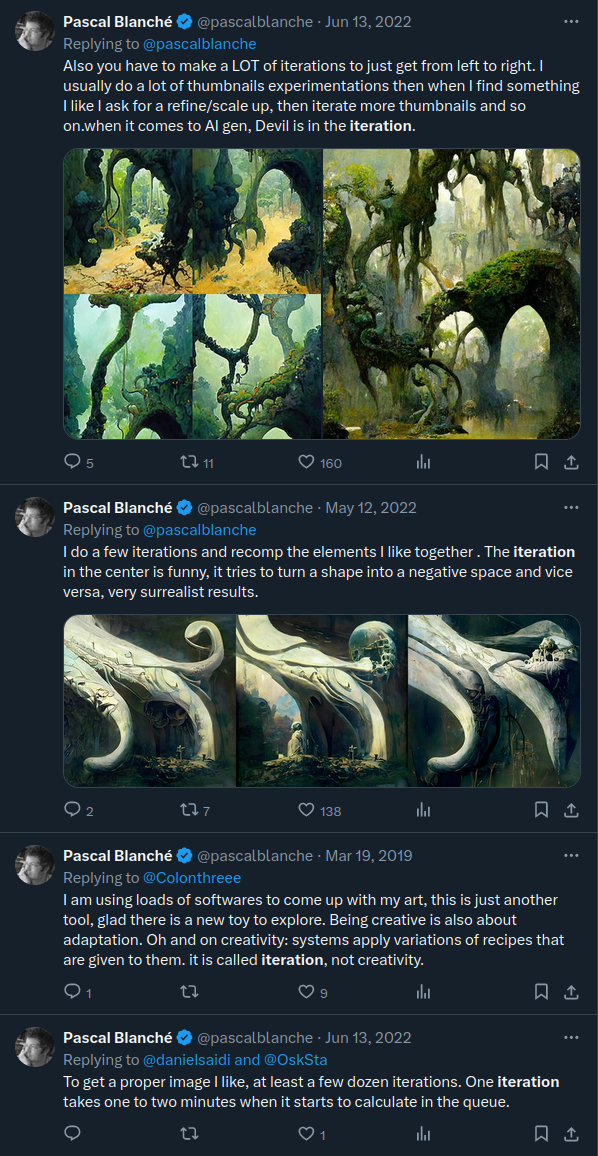 Pascal Blanché @pascalblanche · Jun 13, 2022
Replying to @pascalblanche
Also you have to make a LOT of iterations to just get from left to right. I
usually do a lot of thumbnails experimentations then when I find something
I like I ask for a refine/scale up, then iterate more thumbnails and so
on.when it comes to AI gen, Devil is in the iteration.
5 11 160
Pascal Blanché @pascalblanche · May 12, 2022
Replying to @pascalblanche
I do a few iterations and recomp the elements I like together . The iteration
in the center is funny, it tries to turn a shape into a negative space and vice
versa, very surrealist results.
2 7 138
Pascal Blanché @pascalblanche · Mar 19, 2019
Replying to @Colonthreee
I am using loads of softwares to come up with my art, this is just another
tool, glad there is a new toy to explore. Being creative is also about
adaptation. Oh and on creativity: systems apply variations of recipes that
are given to them. it is called iteration, not creativity.
1 9
Pascal Blanché @pascalblanche · Jun 13, 2022
Replying to @danielsaidi and @OskSta
To get a proper image I like, at least a few dozen iterations. One iteration
takes one to two minutes when it starts to calculate in the queue.
1